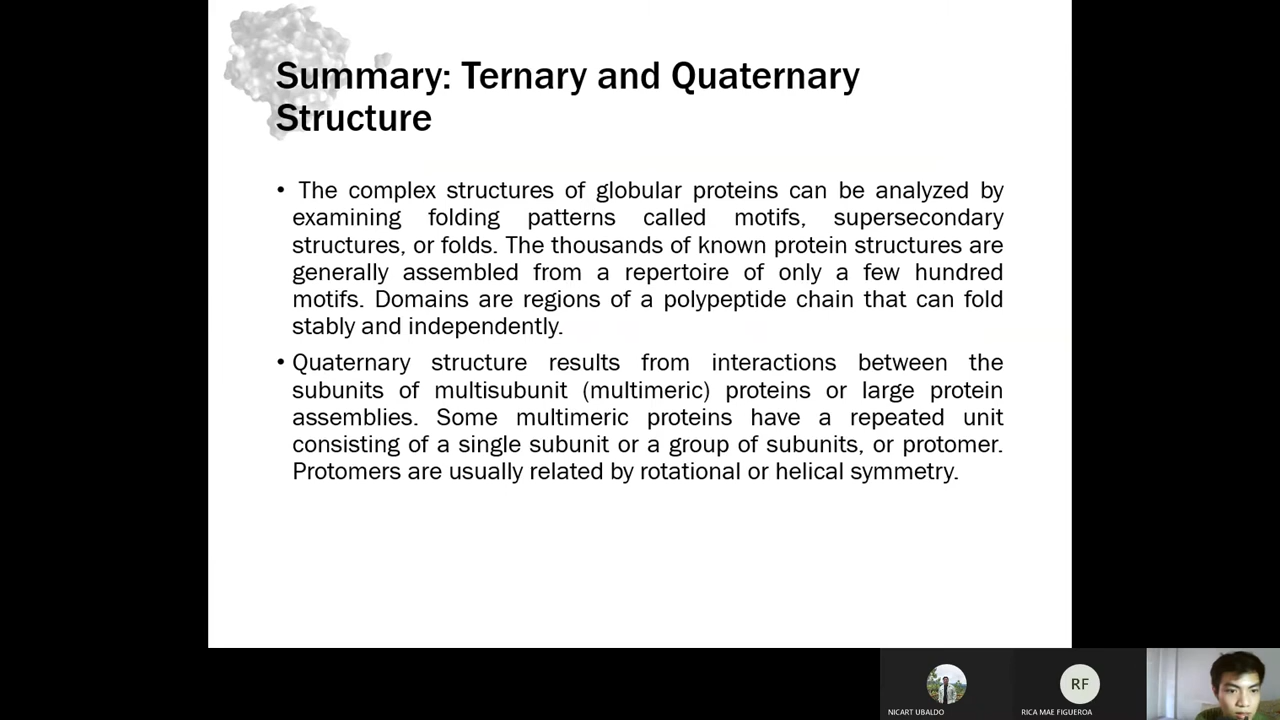 Summary: Ternary and Quaternary
Structure
• The complex structures of globular proteins can be analyzed by
examining folding patterns called motifs, supersecondary
structures, or folds. The thousands of known protein structures are
generally assembled from a repertoire of only a few hundred
motifs. Domains are regions of a polypeptide chain that can fold
stably and independently.
• Quaternary structure results from interactions between the
subunits of multisubunit (multimeric) proteins or large protein
assemblies. Some multimeric proteins have a repeated unit
consisting of a single subunit or a group of subunits, or protomer.
Protomers are usually related by rotational or helical symmetry.
RF
NICART UBALDO
RICA MAE FIGUEROA